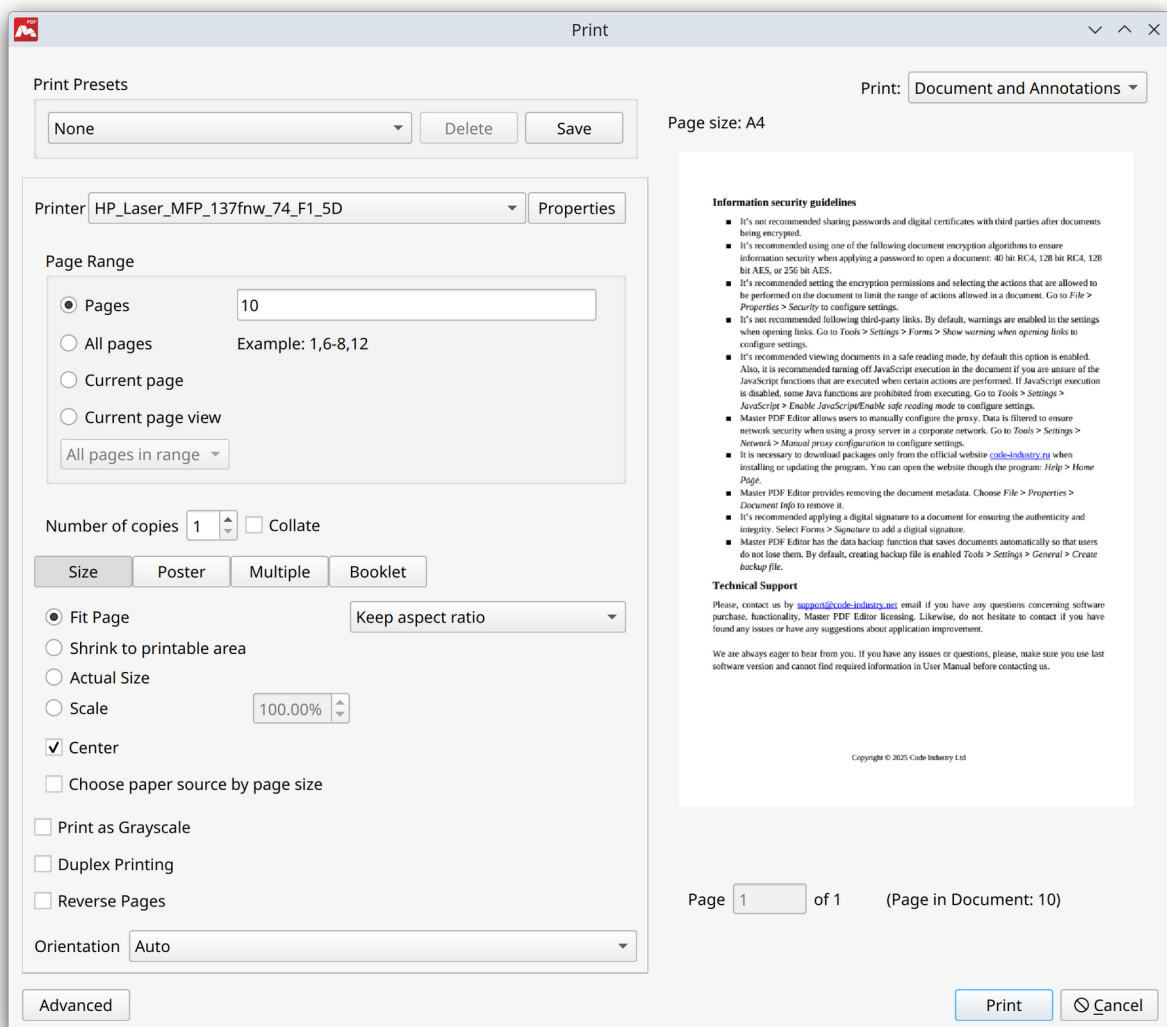 PDF
Print
Print Presets
None
Delete
Save
Printer
HP_Laser_MFP_137fnw_74_F1_5D
Properties
Page Range
Pages
10
All pages
Example: 1,6-8,12
Current page
Current page view
All pages in range
Number of copies
1
Collate
Size
Poster
Multiple
Booklet
Fit Page
Keep aspect ratio
Shrink to printable area
Actual Size
Scale
100.00%
Center
Choose paper source by page size
Print as Grayscale
Duplex Printing
Reverse Pages
Orientation
Auto
Advanced
Print:
Document and Annotations
Page size: A4
Information security guidelines
■ It's not recommended sharing passwords and digital certificates with third parties after documents
being encrypted.
■ It's recommended using one of the following document encryption algorithms to ensure
information security when applying a password to open a document: 40 bit RC4, 128 bit RC4, 128
bit AES, or 256 bit AES.
■ It's recommended setting the encryption permissions and selecting the actions that are allowed to
be performed on the document to limit the range of actions allowed in a document. Go to File >
Properties > Security to configure settings.
■ It's not recommended following third-party links. By default, warnings are enabled in the settings
when opening links. Go to Tools > Settings > Forms > Show warning when opening links to
configure settings.
■ It's recommended viewing documents in a safe reading mode, by default this option is enabled.
Also, it is recommended turning off JavaScript execution in the document if you are unsure of the
JavaScript functions that are executed when certain actions are performed. If JavaScript execution
is disabled, some Java functions are prohibited from executing. Go to Tools > Settings >
JavaScript > Enable JavaScript/Enable safe reading mode to configure settings.
■ Master PDF Editor allows users to manually configure the proxy. Data is filtered to ensure
network security when using a proxy server in a corporate network. Go to Tools > Settings >
Network > Manual proxy configuration to configure settings.
■ It is necessary to download packages only from the official website code-industry.ru when
installing or updating the program. You can open the website though the program: Help > Home
Page.
■ Master PDF Editor provides removing the document metadata. Choose File > Properties >
Document Info to remove it.
■ It's recommended applying a digital signature to a document for ensuring the authenticity and
integrity. Select Forms > Signature to add a digital signature.
■ Master PDF Editor has the data backup function that saves documents automatically so that users
do not lose them. By default, creating backup file is enabled Tools > Settings > General > Create
backup file.
Technical Support
Please, contact us by support@code-industry.net email if you have any questions concerning software
purchase, functionality, Master PDF Editor licensing. Likewise, do not hesitate to contact if you have
found any issues or have any suggestions about application improvement.
We are always eager to hear from you. If you have any issues or questions, please, make sure you use last
software version and cannot find required information in User Manual before contacting us.
Copyright © 2025 Code Industry Ltd
Page
1
of 1
(Page in Document: 10)
Print
Cancel